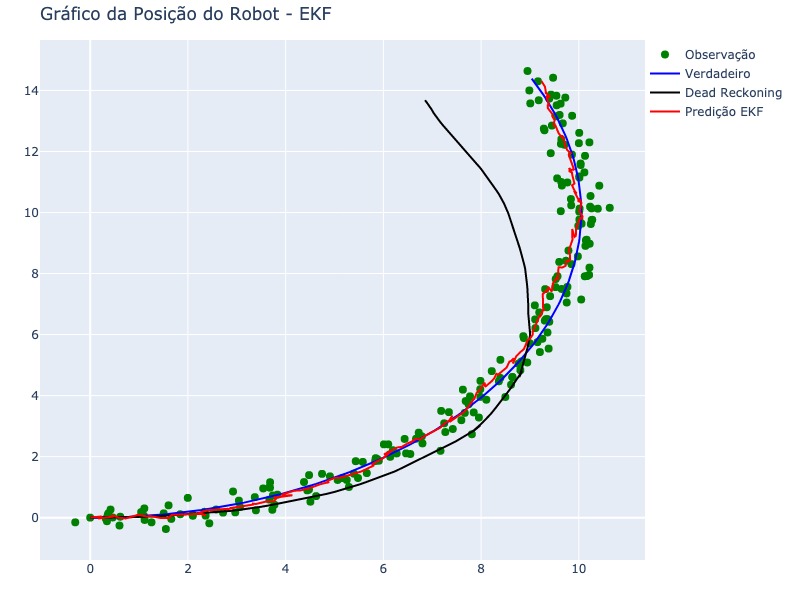 Gráfico da Posição do Robot - EKF
Observação
Verdadeiro
Dead Reckoning
Predição EKF
14
12
10
8
6
4
2
0
0 2 4 6 8 10